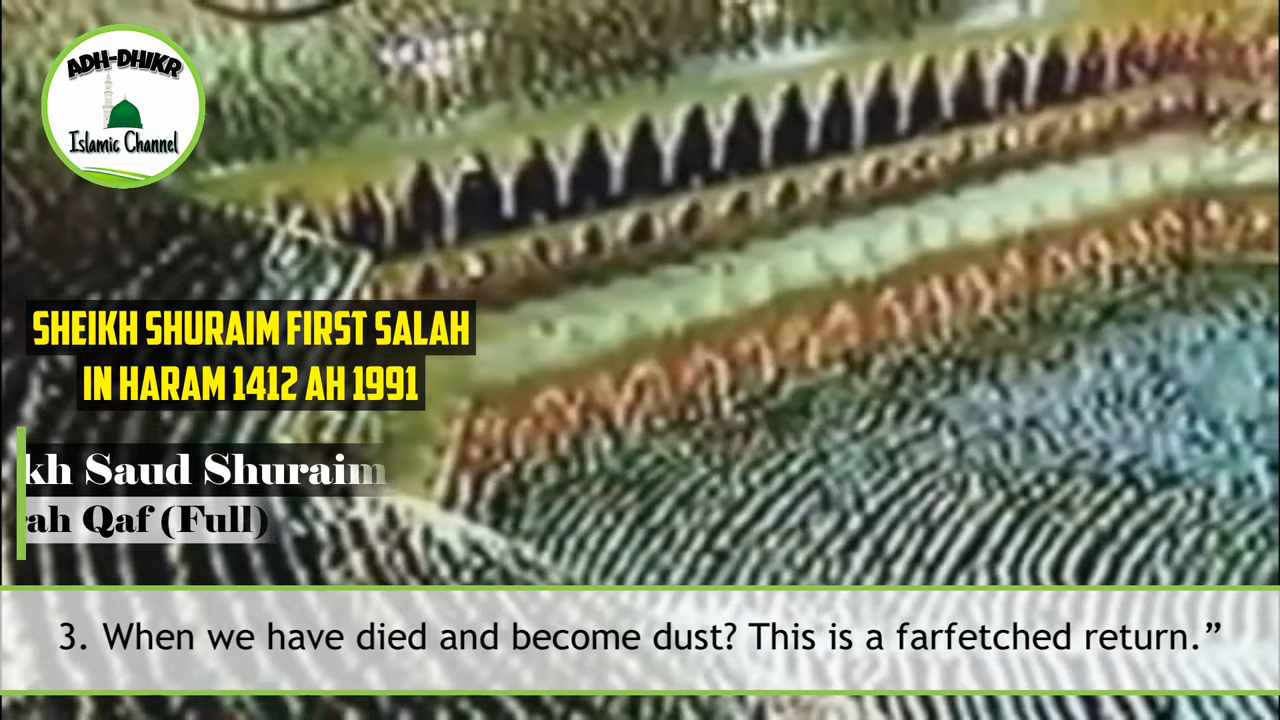 ADH-DHIKR
Islamic Channel
SHEIKH SHURAIM FIRST SALAH
IN HARAM 1412 AH 1991
kh Saud Shuraim
ah Qaf (Full)
3. When we have died and become dust? This is a farfetched return.”